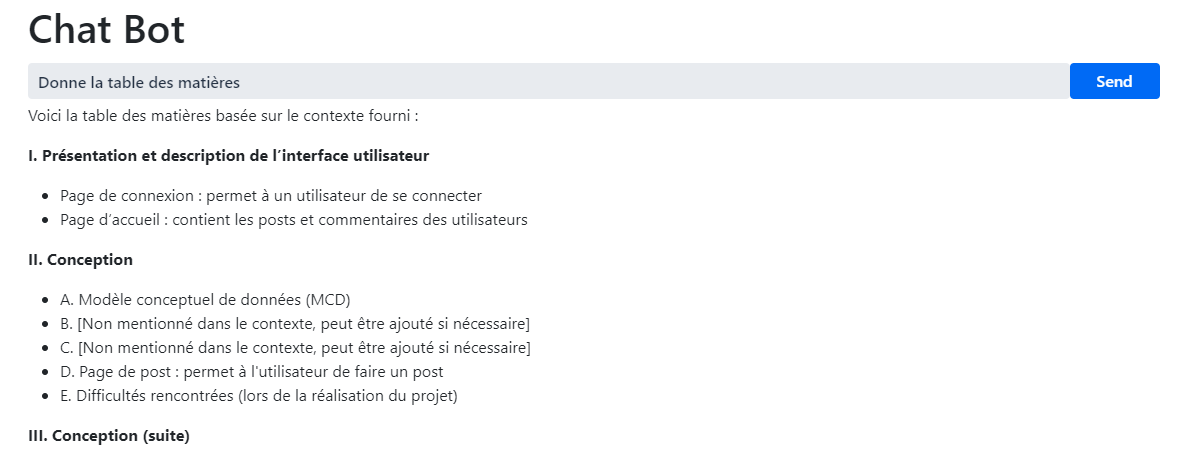 Chat Bot
Donne la table des matières
Send
Voici la table des matières basée sur le contexte fourni :
I. Présentation et description de l’interface utilisateur
• Page de connexion : permet à un utilisateur de se connecter
• Page d’accueil : contient les posts et commentaires des utilisateurs
II. Conception
• A. Modèle conceptuel de données (MCD)
• B. [Non mentionné dans le contexte, peut être ajouté si nécessaire]
• C. [Non mentionné dans le contexte, peut être ajouté si nécessaire]
• D. Page de post : permet à l'utilisateur de faire un post
• E. Difficultés rencontrées (lors de la réalisation du projet)
III. Conception (suite)